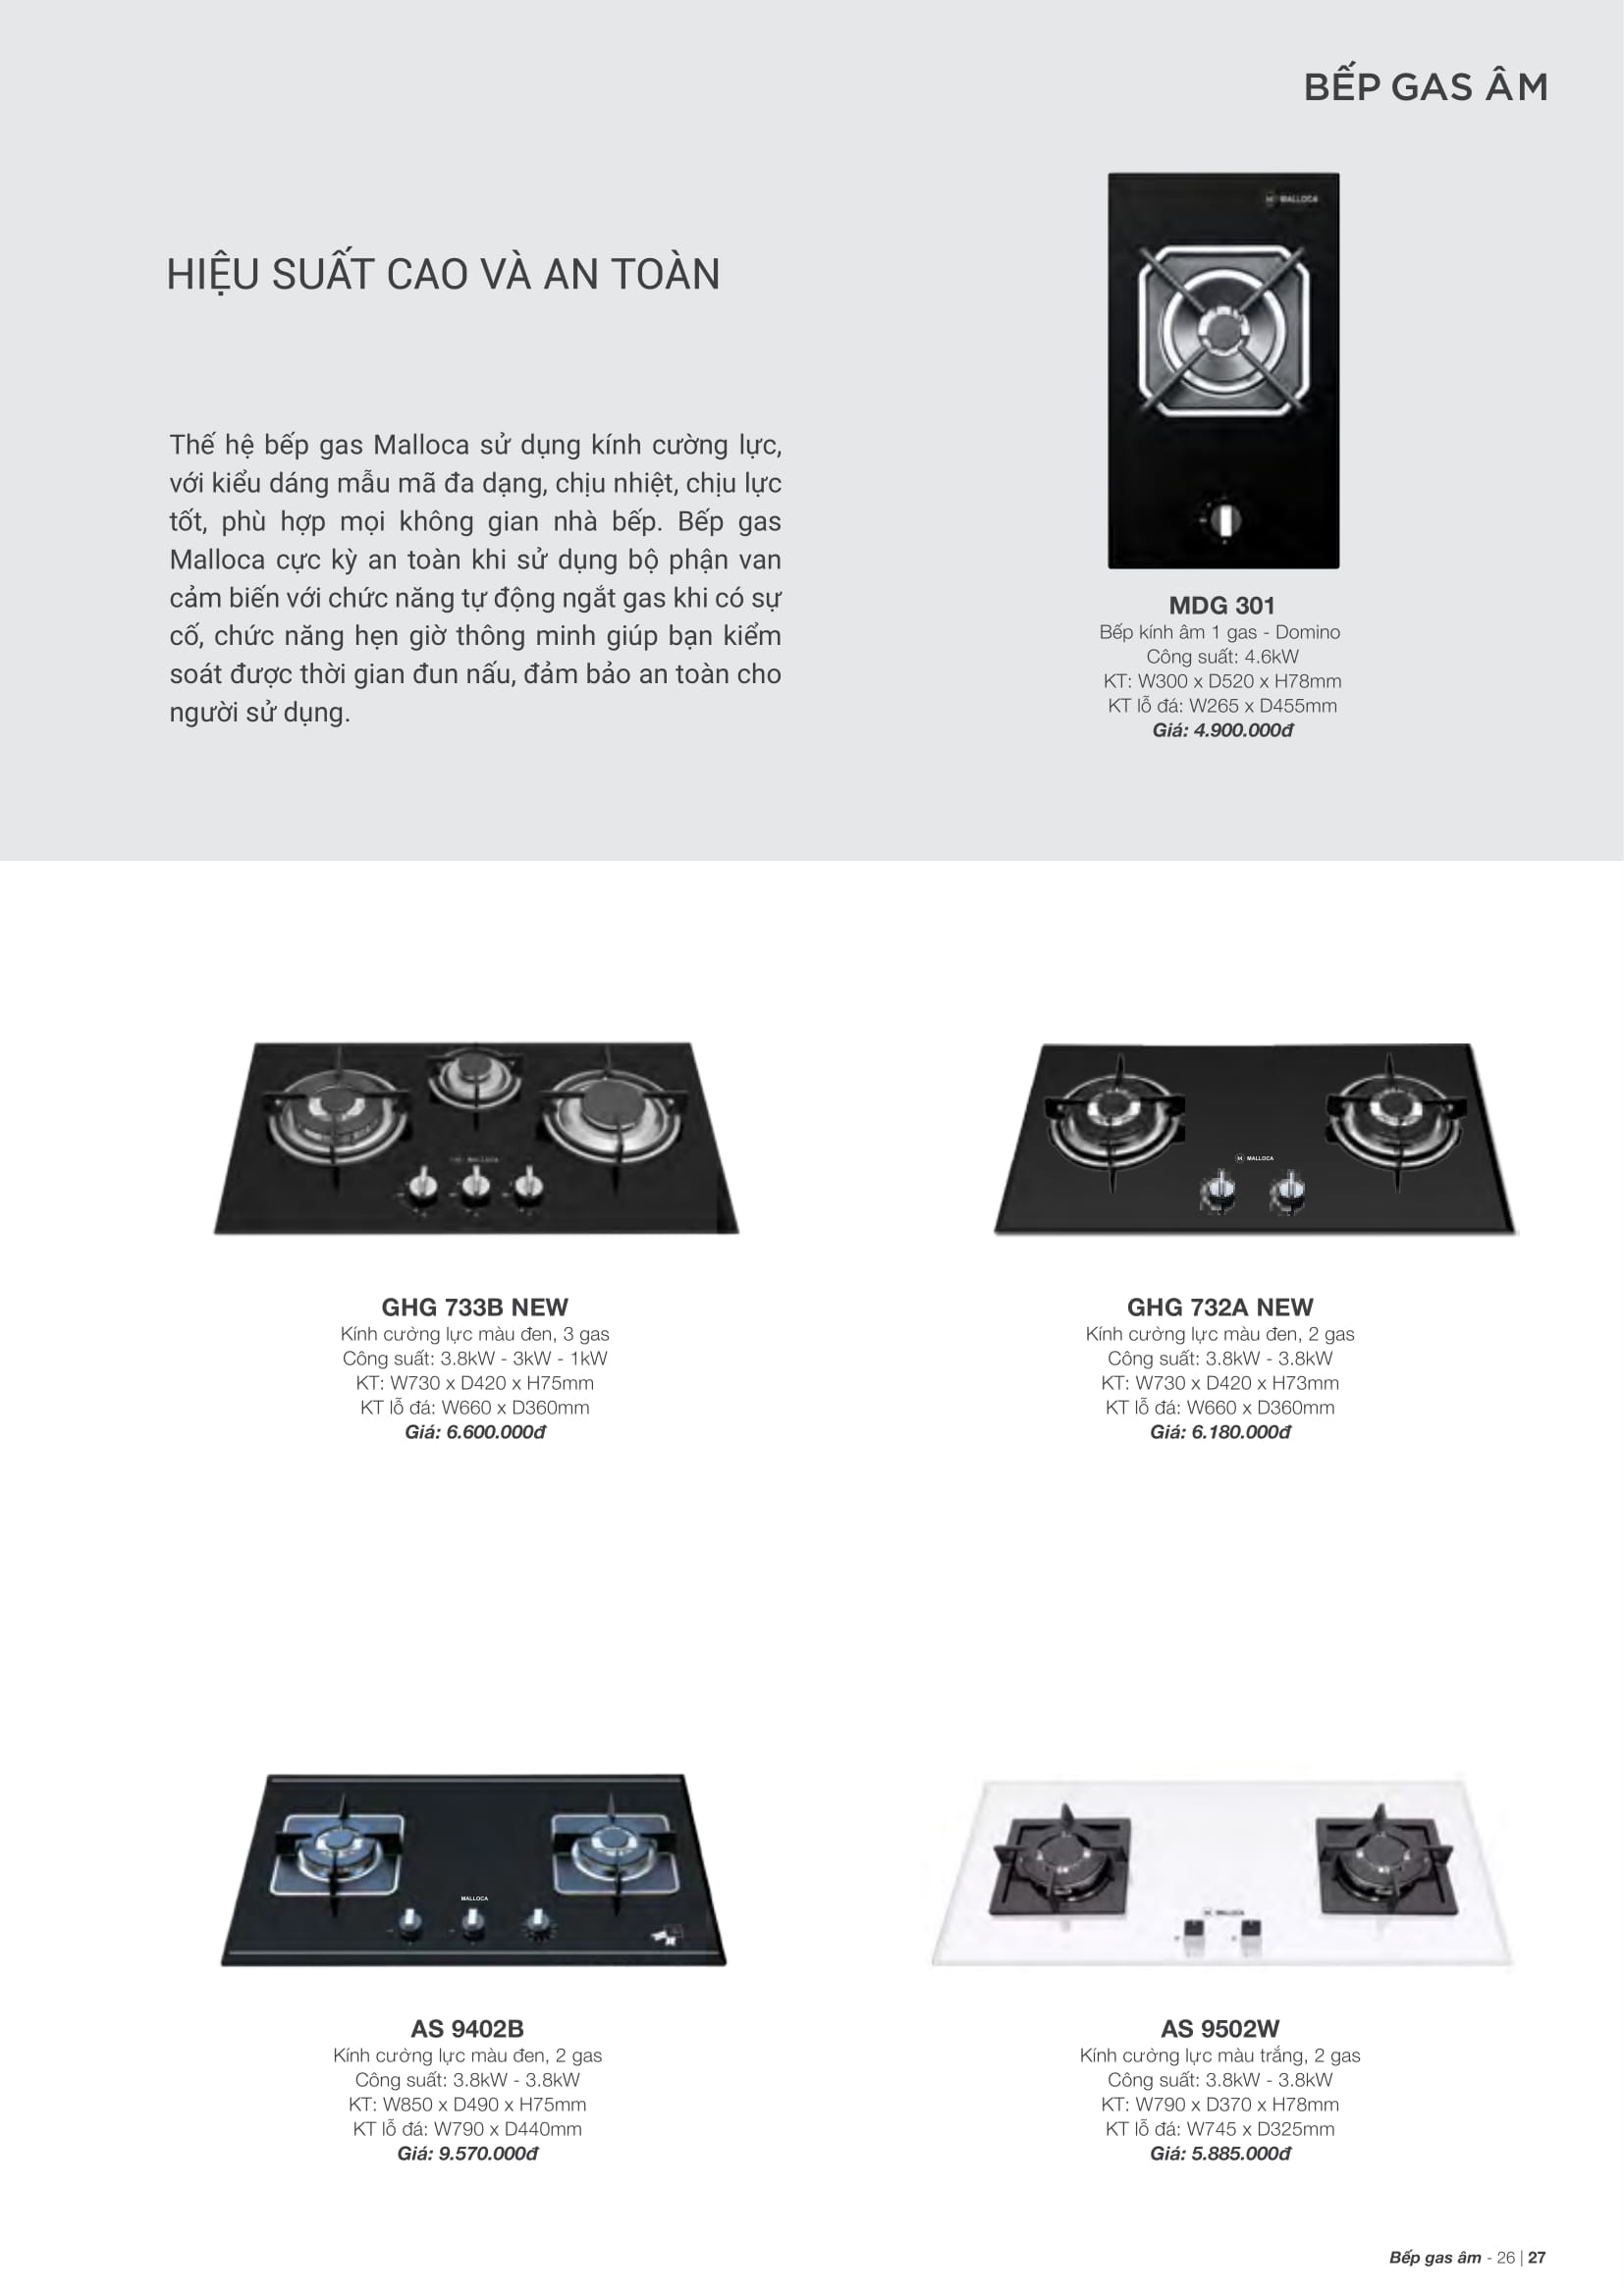 BẾP GAS ÂM
HIỆU SUẤT CAO VÀ AN TOÀN
Thế hệ bếp gas Malloca sử dụng kính cường lực,
với kiểu dáng mẫu mã đa dạng, chịu nhiệt, chịu lực
tốt, phù hợp mọi không gian nhà bếp. Bếp gas
Malloca cực kỳ an toàn khi sử dụng bộ phận van
cảm biến với chức năng tự động ngắt gas khi có sự
cố, chức năng hẹn giờ thông minh giúp bạn kiểm
soát được thời gian đun nấu, đảm bảo an toàn cho
người sử dụng.
MALLOCA
MDG 301
Bếp kính âm 1 gas - Domino
Công suất: 4.6kW
KT: W300 x D520 x H78mm
KT lỗ đá: W265 x D455mm
Giá: 4.900.000đ
MALLOCA
GHG 733B NEW
Kính cường lực màu đen, 3 gas
Công suất: 3.8kW - 3kW - 1kW
KT: W730 x D420 x H75mm
KT lỗ đá: W660 x D360mm
Giá: 6.600.000đ
MALLOCA
GHG 732A NEW
Kính cường lực màu đen, 2 gas
Công suất: 3.8kW - 3.8kW
KT: W730 x D420 x H73mm
KT lỗ đá: W660 x D360mm
Giá: 6.180.000đ
MALLOCA
AS 9402B
Kính cường lực màu đen, 2 gas
Công suất: 3.8kW - 3.8kW
KT: W850 x D490 x H75mm
KT lỗ đá: W790 x D440mm
Giá: 9.570.000đ
MALLOCA
AS 9502W
Kính cường lực màu trắng, 2 gas
Công suất: 3.8kW - 3.8kW
KT: W790 x D370 x H78mm
KT lỗ đá: W745 x D325mm
Giá: 5.885.000đ
Bếp gas âm - 26 | 27